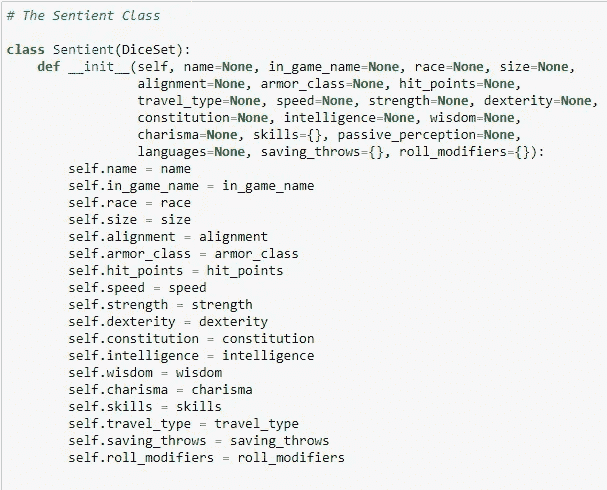 # The Sentient Class
class Sentient(DiceSet):
    def __init__(self, name=None, in_game_name=None, race=None, size=None,
                 alignment=None, armor_class=None, hit_points=None,
                 travel_type=None, speed=None, strength=None, dexterity=None,
                 constitution=None, intelligence=None, wisdom=None,
                 charisma=None, skills={}, passive_perception=None,
                 languages=None, saving_throws={}, roll_modifiers={}):
        self.name = name
        self.in_game_name = in_game_name
        self.race = race
        self.size = size
        self.alignment = alignment
        self.armor_class = armor_class
        self.hit_points = hit_points
        self.speed = speed
        self.strength = strength
        self.dexterity = dexterity
        self.constitution = constitution
        self.intelligence = intelligence
        self.wisdom = wisdom
        self.charisma = charisma
        self.skills = skills
        self.travel_type = travel_type
        self.saving_throws = saving_throws
        self.roll_modifiers = roll_modifiers